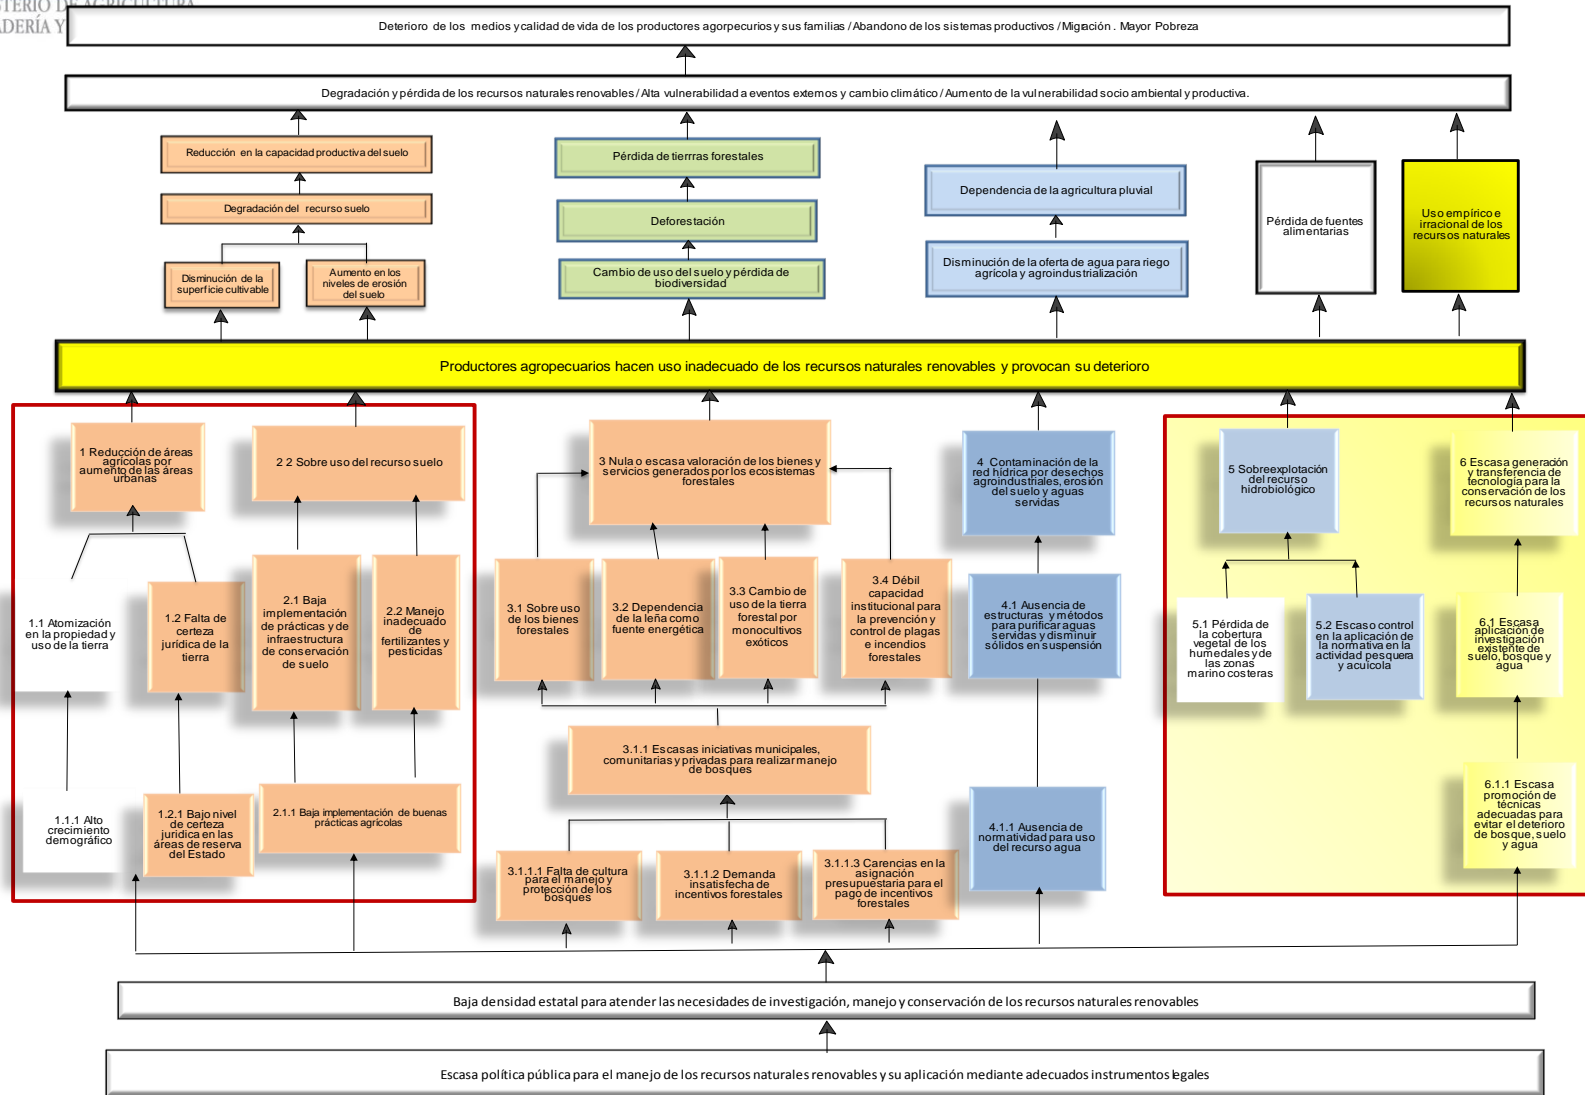 MINISTERIO DE AGRICULTURA
GANADERÍA Y
Deterioro de los medios y calidad de vida de los productores agorpecurios y sus familias / Abandono de los sistemas productivos / Migración . Mayor Pobreza
Degradación y pérdida de los recursos naturales renovables / Alta vulnerabilidad a eventos externos y cambio climático / Aumento de la vulnerabilidad socio ambiental y productiva.
Reducción en la capacidad productiva del suelo
Degradación del recurso suelo
Disminución de la
superficie cultivable
Aumento en los
niveles de erosión
del suelo
Pérdida de tierrras forestales
Deforestación
Cambio de uso del suelo y pérdida de
biodiversidad
Dependencia de la agricultura pluvial
Disminución de la oferta de agua para riego
agrícola y agroindustrialización
Pérdida de fuentes
alimentarias
Uso empírico e
irracional de los
recursos naturales
Productores agropecuarios hacen uso inadecuado de los recursos naturales renovables y provocan su deterioro
1 Reducción de áreas
agrícolas por
aumento de las áreas
urbanas
2 2 Sobre uso del recurso suelo
3 Nula o escasa valoración de los bienes y
servicios generados por los ecosistemas
forestales
4 Contaminación de la
red hídrica por desechos
agroindustriales, erosión
del suelo y aguas
servidas
5 Sobreexplotación
del recurso
hidrobiológico
6 Escasa generación
y transferencia de
tecnología para la
conservación de los
recursos naturales
1.1 Atomización
en la propiedad y
uso de la tierra
1.2 Falta de
certeza
jurídica de la
tierra
2.1 Baja
implementación
de prácticas y de
infraestructura
de conservación
de suelo
2.2 Manejo
inadecuado
de
fertilizantes y
pesticidas
3.1 Sobre uso
de los bienes
forestales
3.2 Dependencia
de la leña como
fuente energética
3.3 Cambio de
uso de la tierra
forestal por
monocultivos
exóticos
3.4 Débil
capacidad
institucional para
la prevención y
control de plagas
e incendios
forestales
4.1 Ausencia de
estructuras y métodos
para purificar aguas
servidas y disminuir
sólidos en suspensión
5.1 Pérdida de
la cobertura
vegetal de los
humedales y de
las zonas
marino costeras
5.2 Escaso control
en la aplicación de
la normativa en la
actividad pesquera
y acuícola
6.1 Escasa
aplicación de
investigación
existente de
suelo, bosque y
agua
1.1.1 Alto
crecimiento
demográfico
1.2.1 Bajo nivel
de certeza
juridica en las
áreas de reserva
del Estado
2.1.1 Baja implementación de buenas
prácticas agrícolas
3.1.1 Escasas iniciativas municipales,
comunitarias y privadas para realizar manejo
de bosques
3.1.1.1 Falta de cultura
para el manejo y
protección de los
bosques
3.1.1.2 Demanda
insatisfecha de
incentivos forestales
3.1.1.3 Carencias en la
asignación
presupuestaria para el
pago de incentivos
forestales
4.1.1 Ausencia de
normatividad para uso
del recurso agua
6.1.1 Escasa
promoción de
técnicas
adecuadas para
evitar el deterioro
de bosque, suelo
y agua
Baja densidad estatal para atender las necesidades de investigación, manejo y conservación de los recursos naturales renovables
Escasa política pública para el manejo de los recursos naturales renovables y su aplicación mediante adecuados instrumentos legales